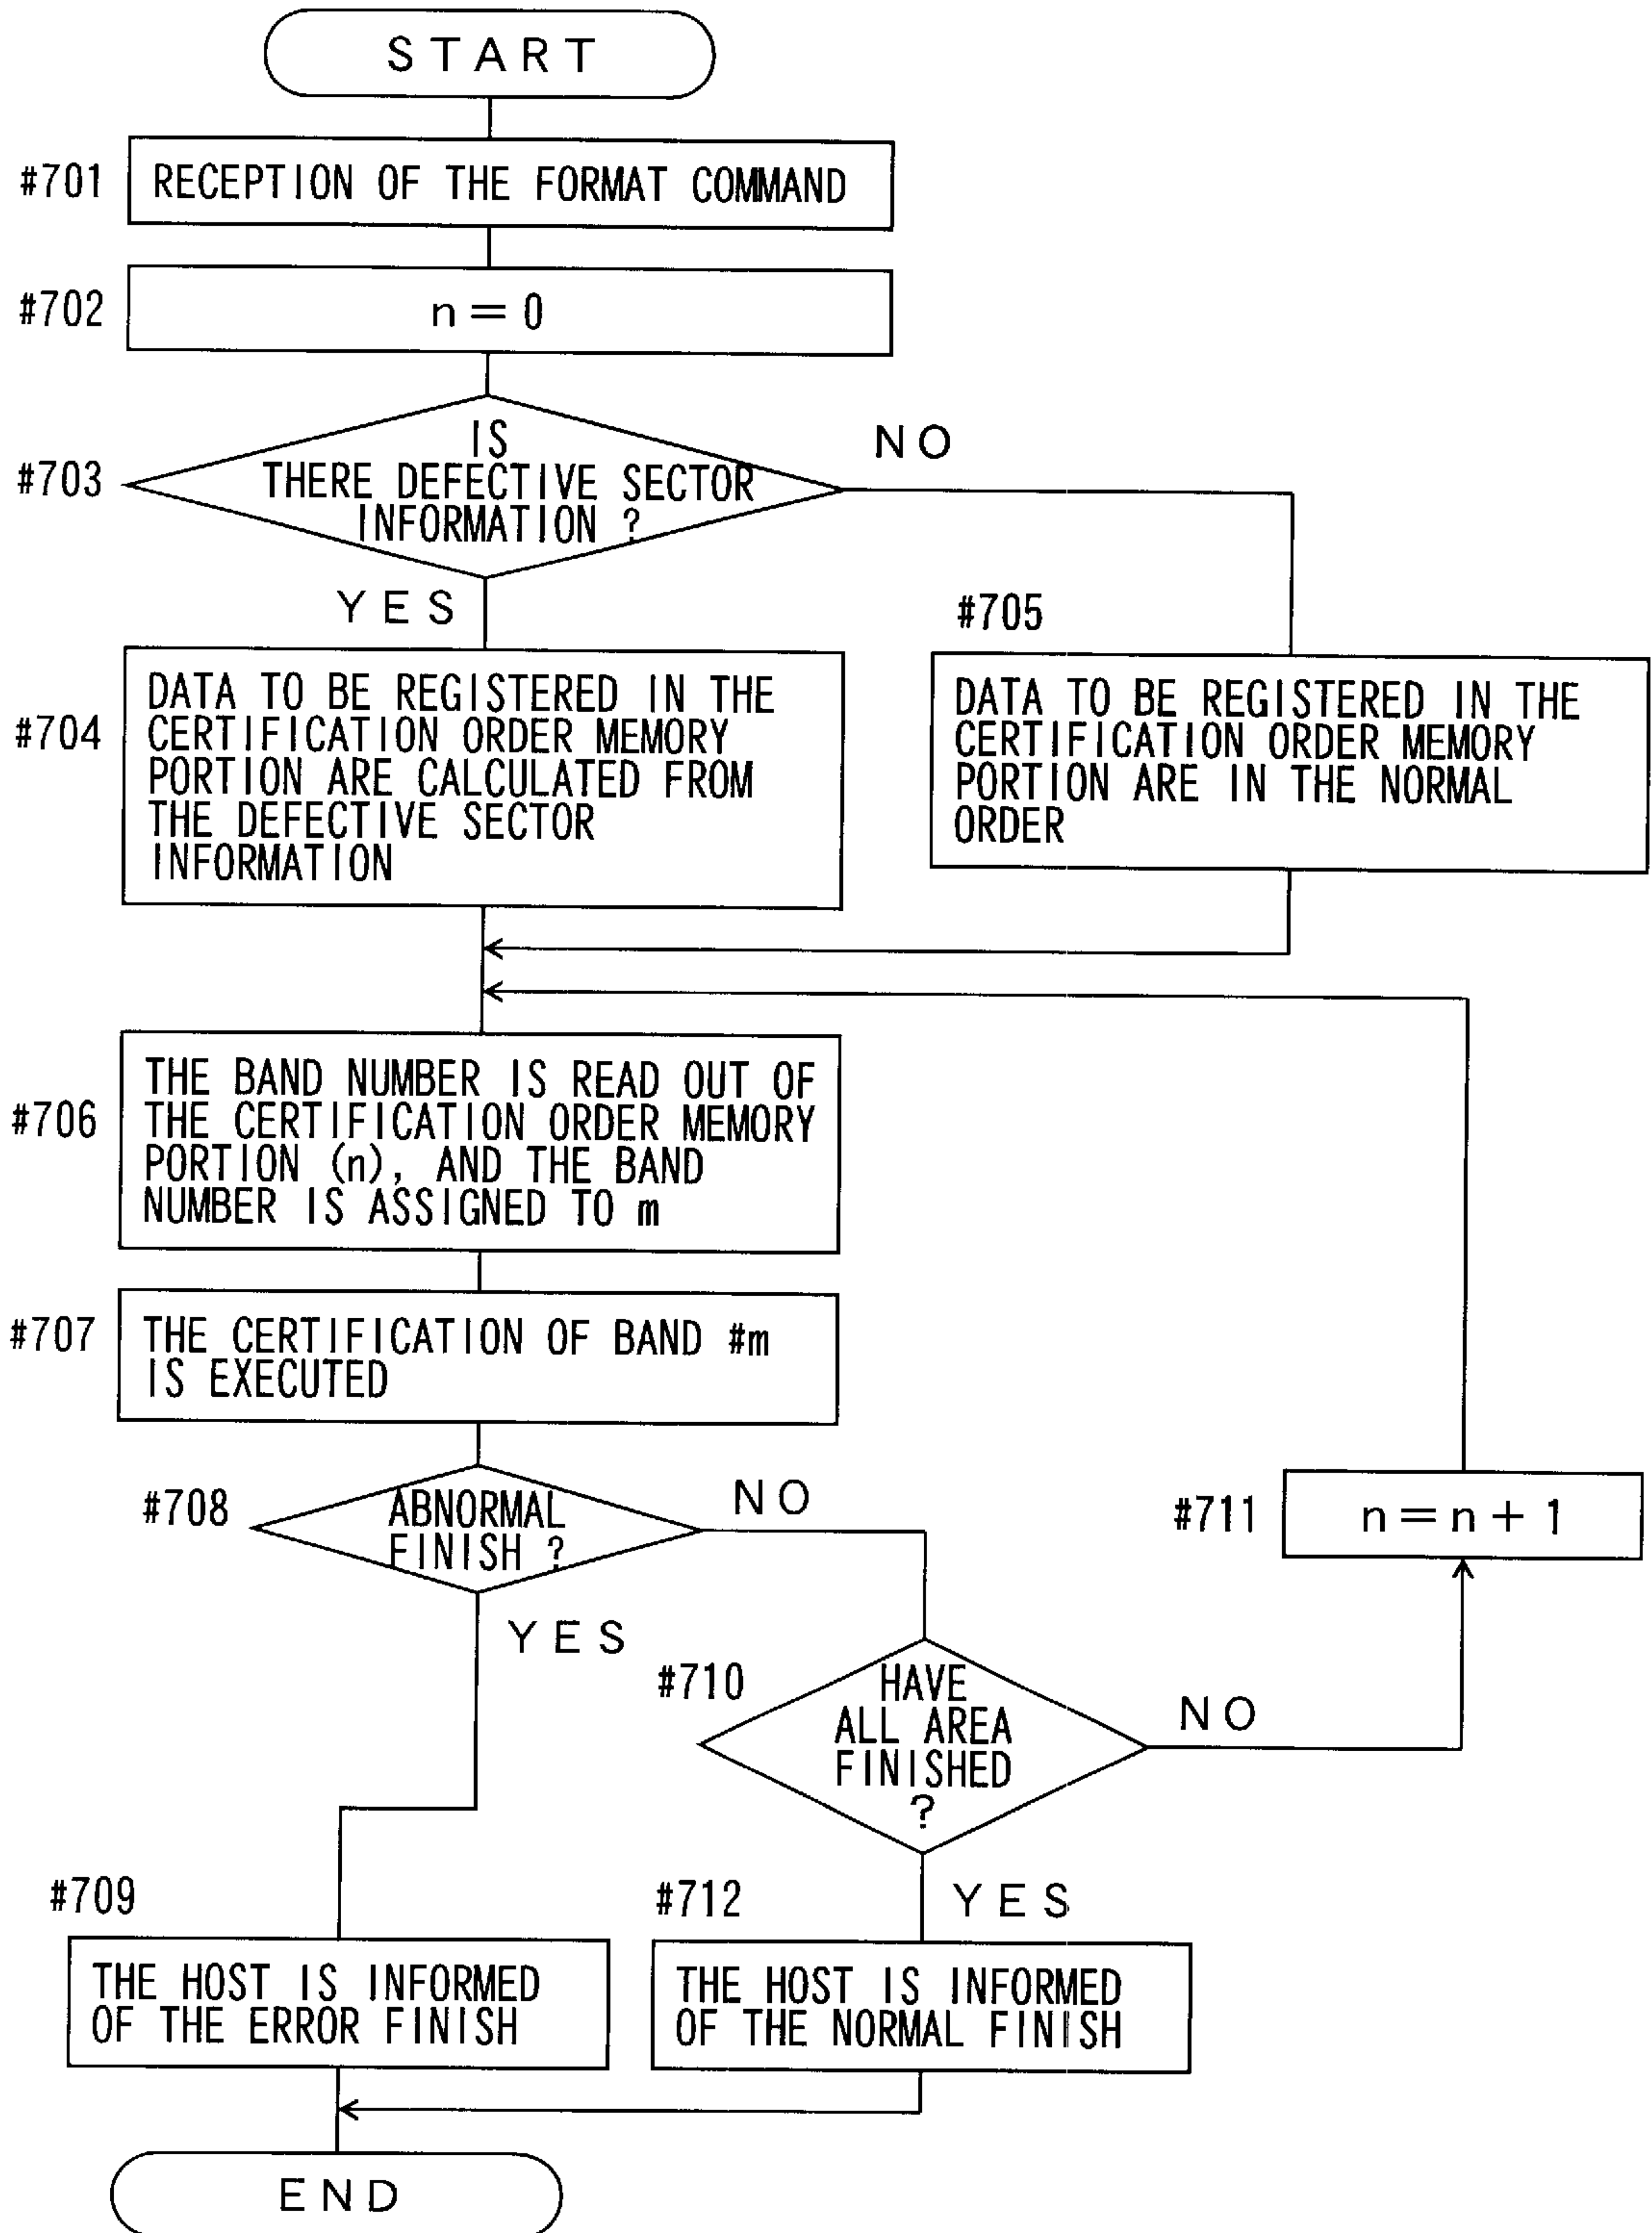 START
#701
RECEPTION OF THE FORMAT COMMAND
#702
n = 0
#703
IS
THERE DEFECTIVE SECTOR
INFORMATION ?
NO
YES
#704
DATA TO BE REGISTERED IN THE
CERTIFICATION ORDER MEMORY
PORTION ARE CALCULATED FROM
THE DEFECTIVE SECTOR
INFORMATION
#705
DATA TO BE REGISTERED IN THE
CERTIFICATION ORDER MEMORY
PORTION ARE IN THE NORMAL
ORDER
#706
THE BAND NUMBER IS READ OUT OF
THE CERTIFICATION ORDER MEMORY
PORTION (n), AND THE BAND
NUMBER IS ASSIGNED TO m
#707
THE CERTIFICATION OF BAND #m
IS EXECUTED
#708
ABNORMAL
FINISH ?
NO
YES
#711
n = n + 1
#710
HAVE
ALL AREA
FINISHED
?
NO
YES
#709
THE HOST IS INFORMED
OF THE ERROR FINISH
#712
THE HOST IS INFORMED
OF THE NORMAL FINISH
END